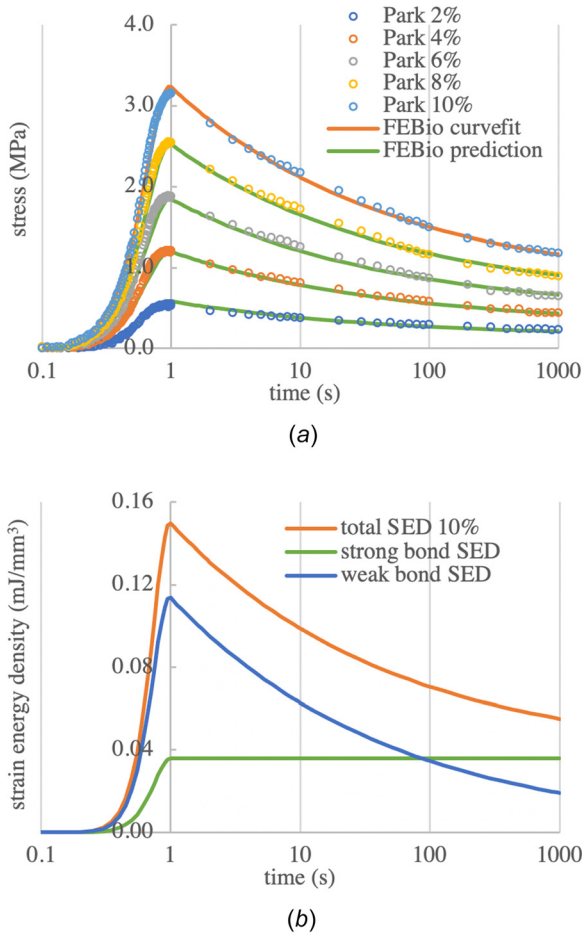 Park 2%
Park 4%
Park 6%
Park 8%
Park 10%
FEBio curvefit
FEBio prediction
stress (MPa)
4.0
3.0
2.0
1.0
0.0
0.1 1 10 100 1000
time (s)
(a)
total SED 10%
strong bond SED
weak bond SED
strain energy density (mJ/mm³)
0.16
0.12
0.08
0.04
0.00
0.1 1 10 100 1000
time (s)
(b)